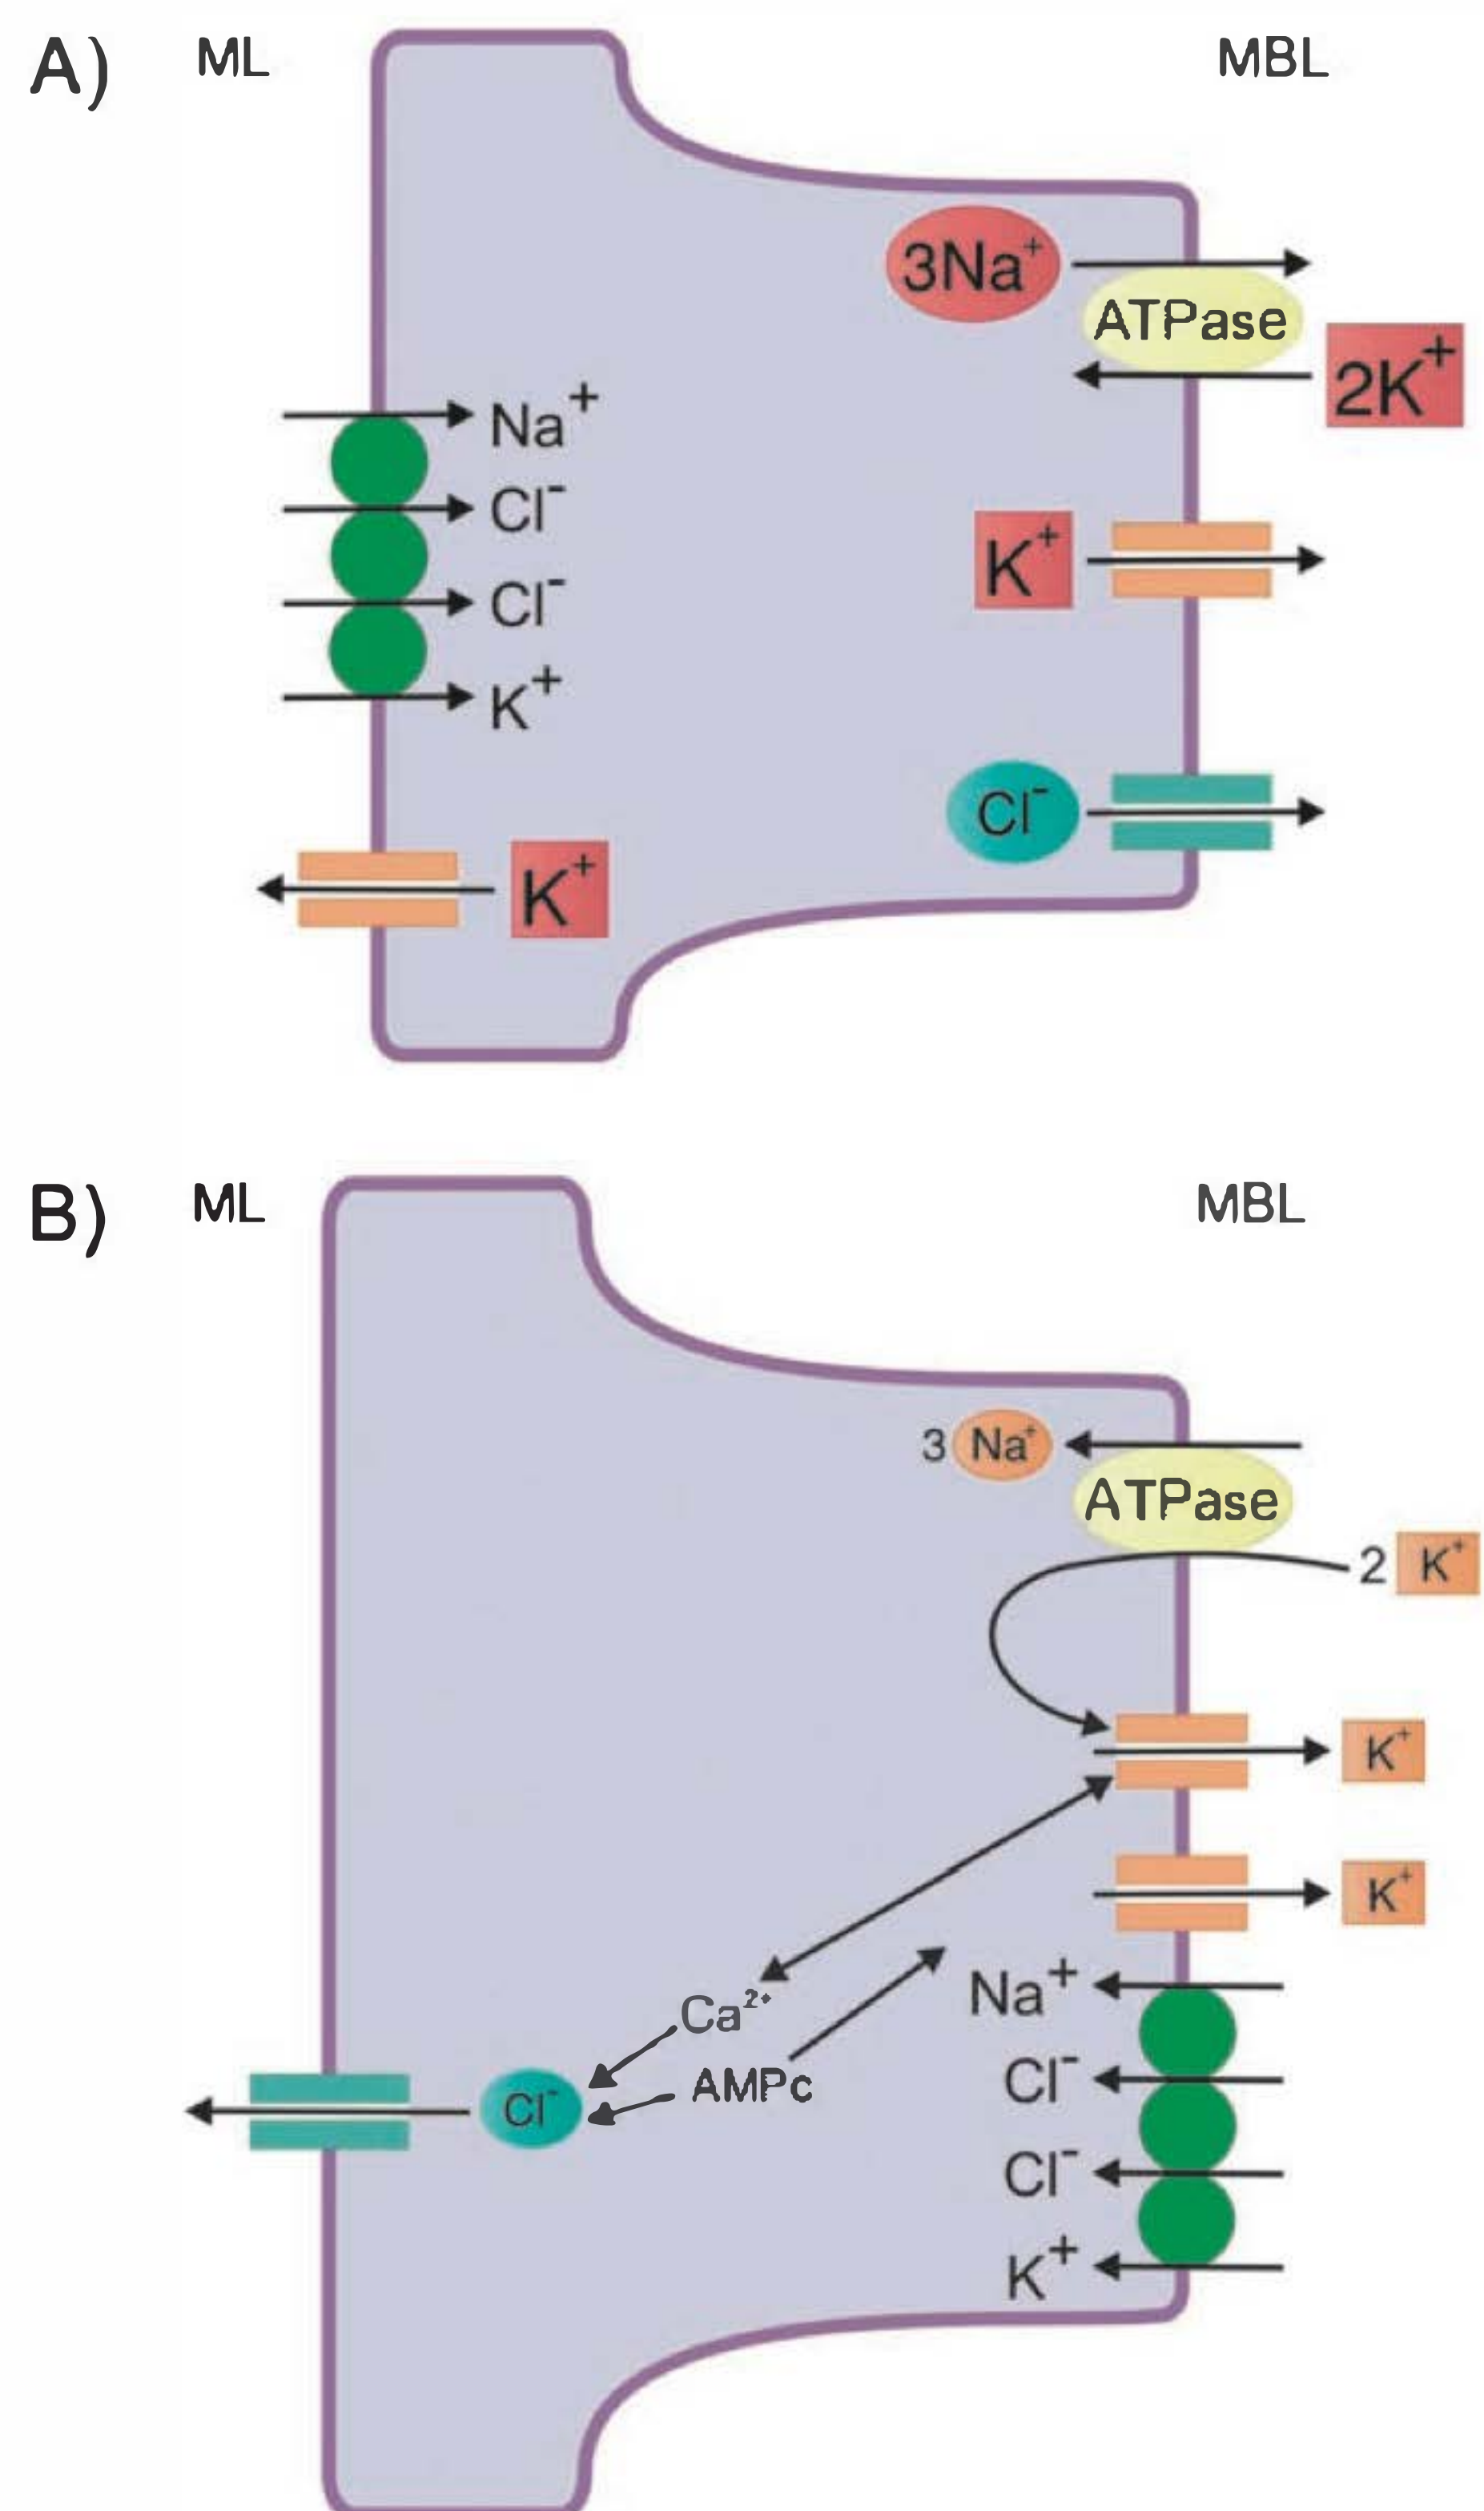 A) ML MBL
3Na⁺
ATPase
2K⁺
Na⁺
Cl⁻
K⁺
Cl⁻
K⁺
Cl⁻
K⁺
B) ML MBL
3 Na⁺
ATPase
2 K⁺
K⁺
K⁺
Na⁺
Ca²⁺
Cl⁻
AMPc
Cl⁻
Cl⁻
K⁺